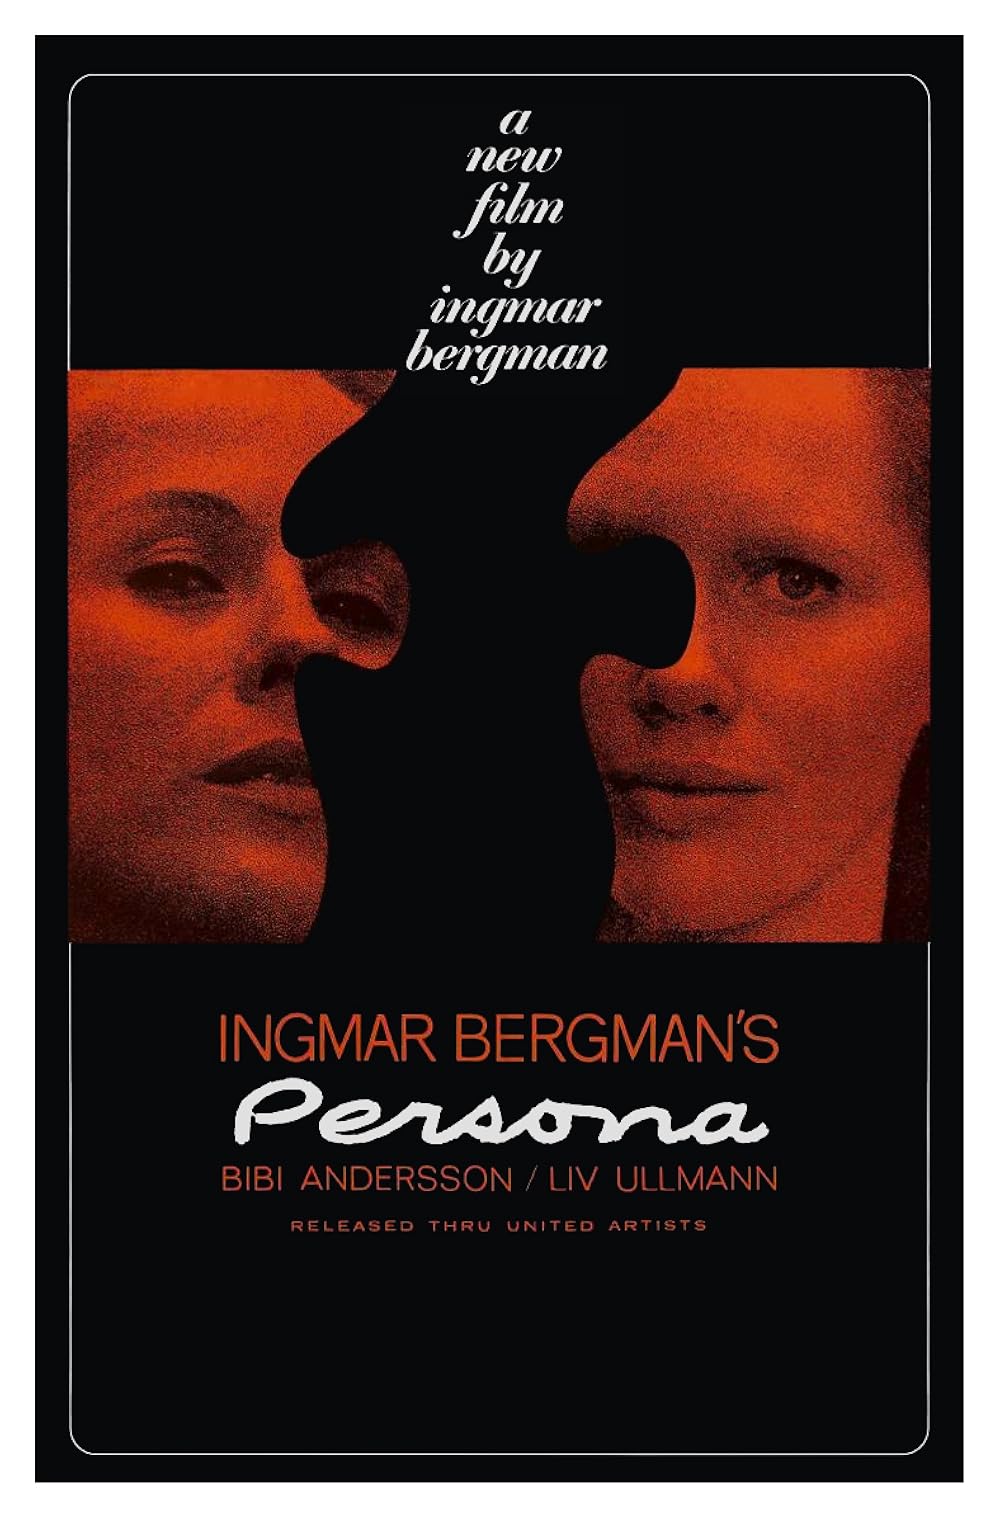 a
new
film
by
ingmar
bergman
INGMAR BERGMAN'S
Persona
BIBI ANDERSSON / LIV ULLMANN
RELEASED THRU UNITED ARTISTS